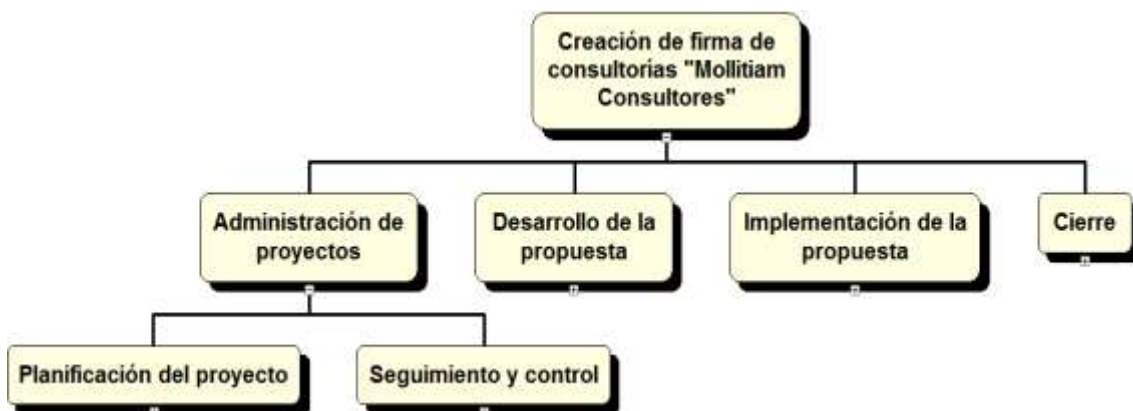 Creación de firma de
consultorias "Mollitiam
Consultores"
Administración de
proyectos
Desarrollo de la
propuesta
Implementación de la
propuesta
Cierre
Planificación del proyecto
Seguimiento y control